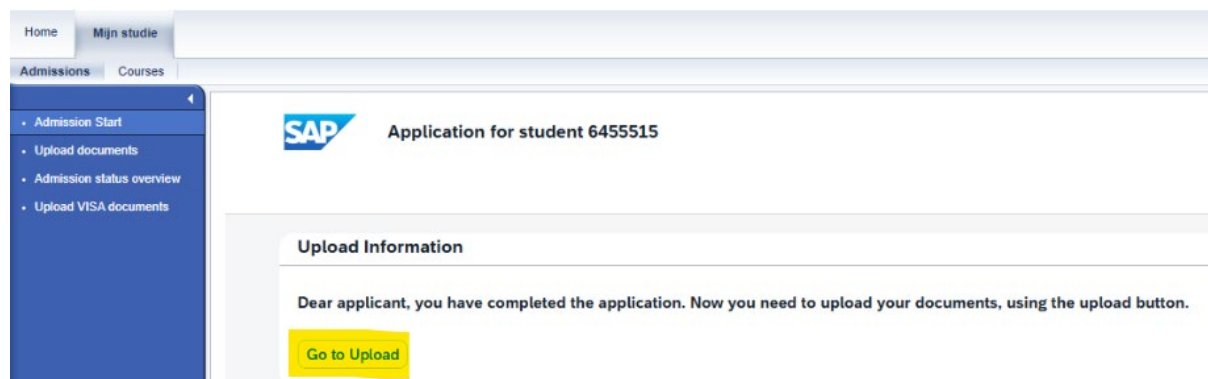 Home Mijn studie
Admissions Courses
Admission Start
Upload documents
Admission status overview
Upload VISA documents
SAP
Application for student 6455515
Upload Information
Dear applicant, you have completed the application. Now you need to upload your documents, using the upload button.
Go to Upload